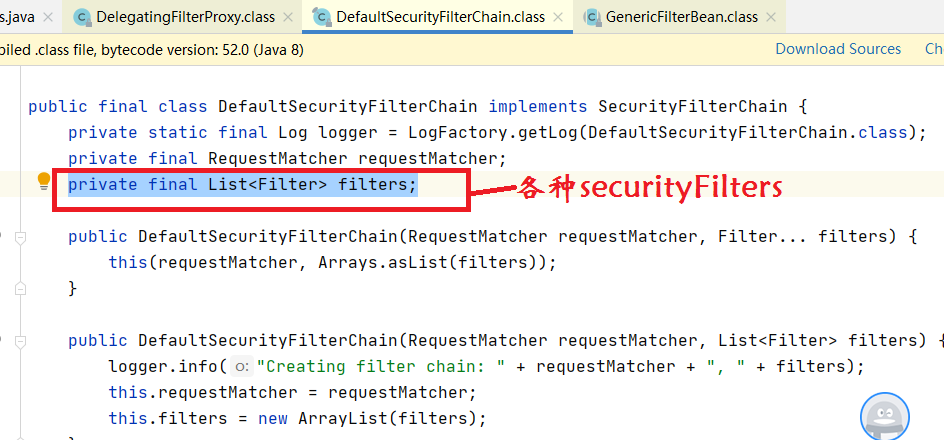 s.java DelegatingFilterProxy.class DefaultSecurityFilterChain.class GenericFilterBean.class
piled .class file, bytecode version: 52.0 (Java 8) Download Sources Ch
public final class DefaultSecurityFilterChain implements SecurityFilterChain {
private static final Log logger = LogFactory.getLog(DefaultSecurityFilterChain.class);
private final RequestMatcher requestMatcher;
private final List<Filter> filters; 各种securityFilters
public DefaultSecurityFilterChain(RequestMatcher requestMatcher, Filter... filters) {
this(requestMatcher, Arrays.asList(filters));
}
public DefaultSecurityFilterChain(RequestMatcher requestMatcher, List<Filter> filters) {
logger.info( o: "Creating filter chain: " + requestMatcher + ", " + filters);
this.requestMatcher = requestMatcher;
this.filters = new ArrayList(filters);